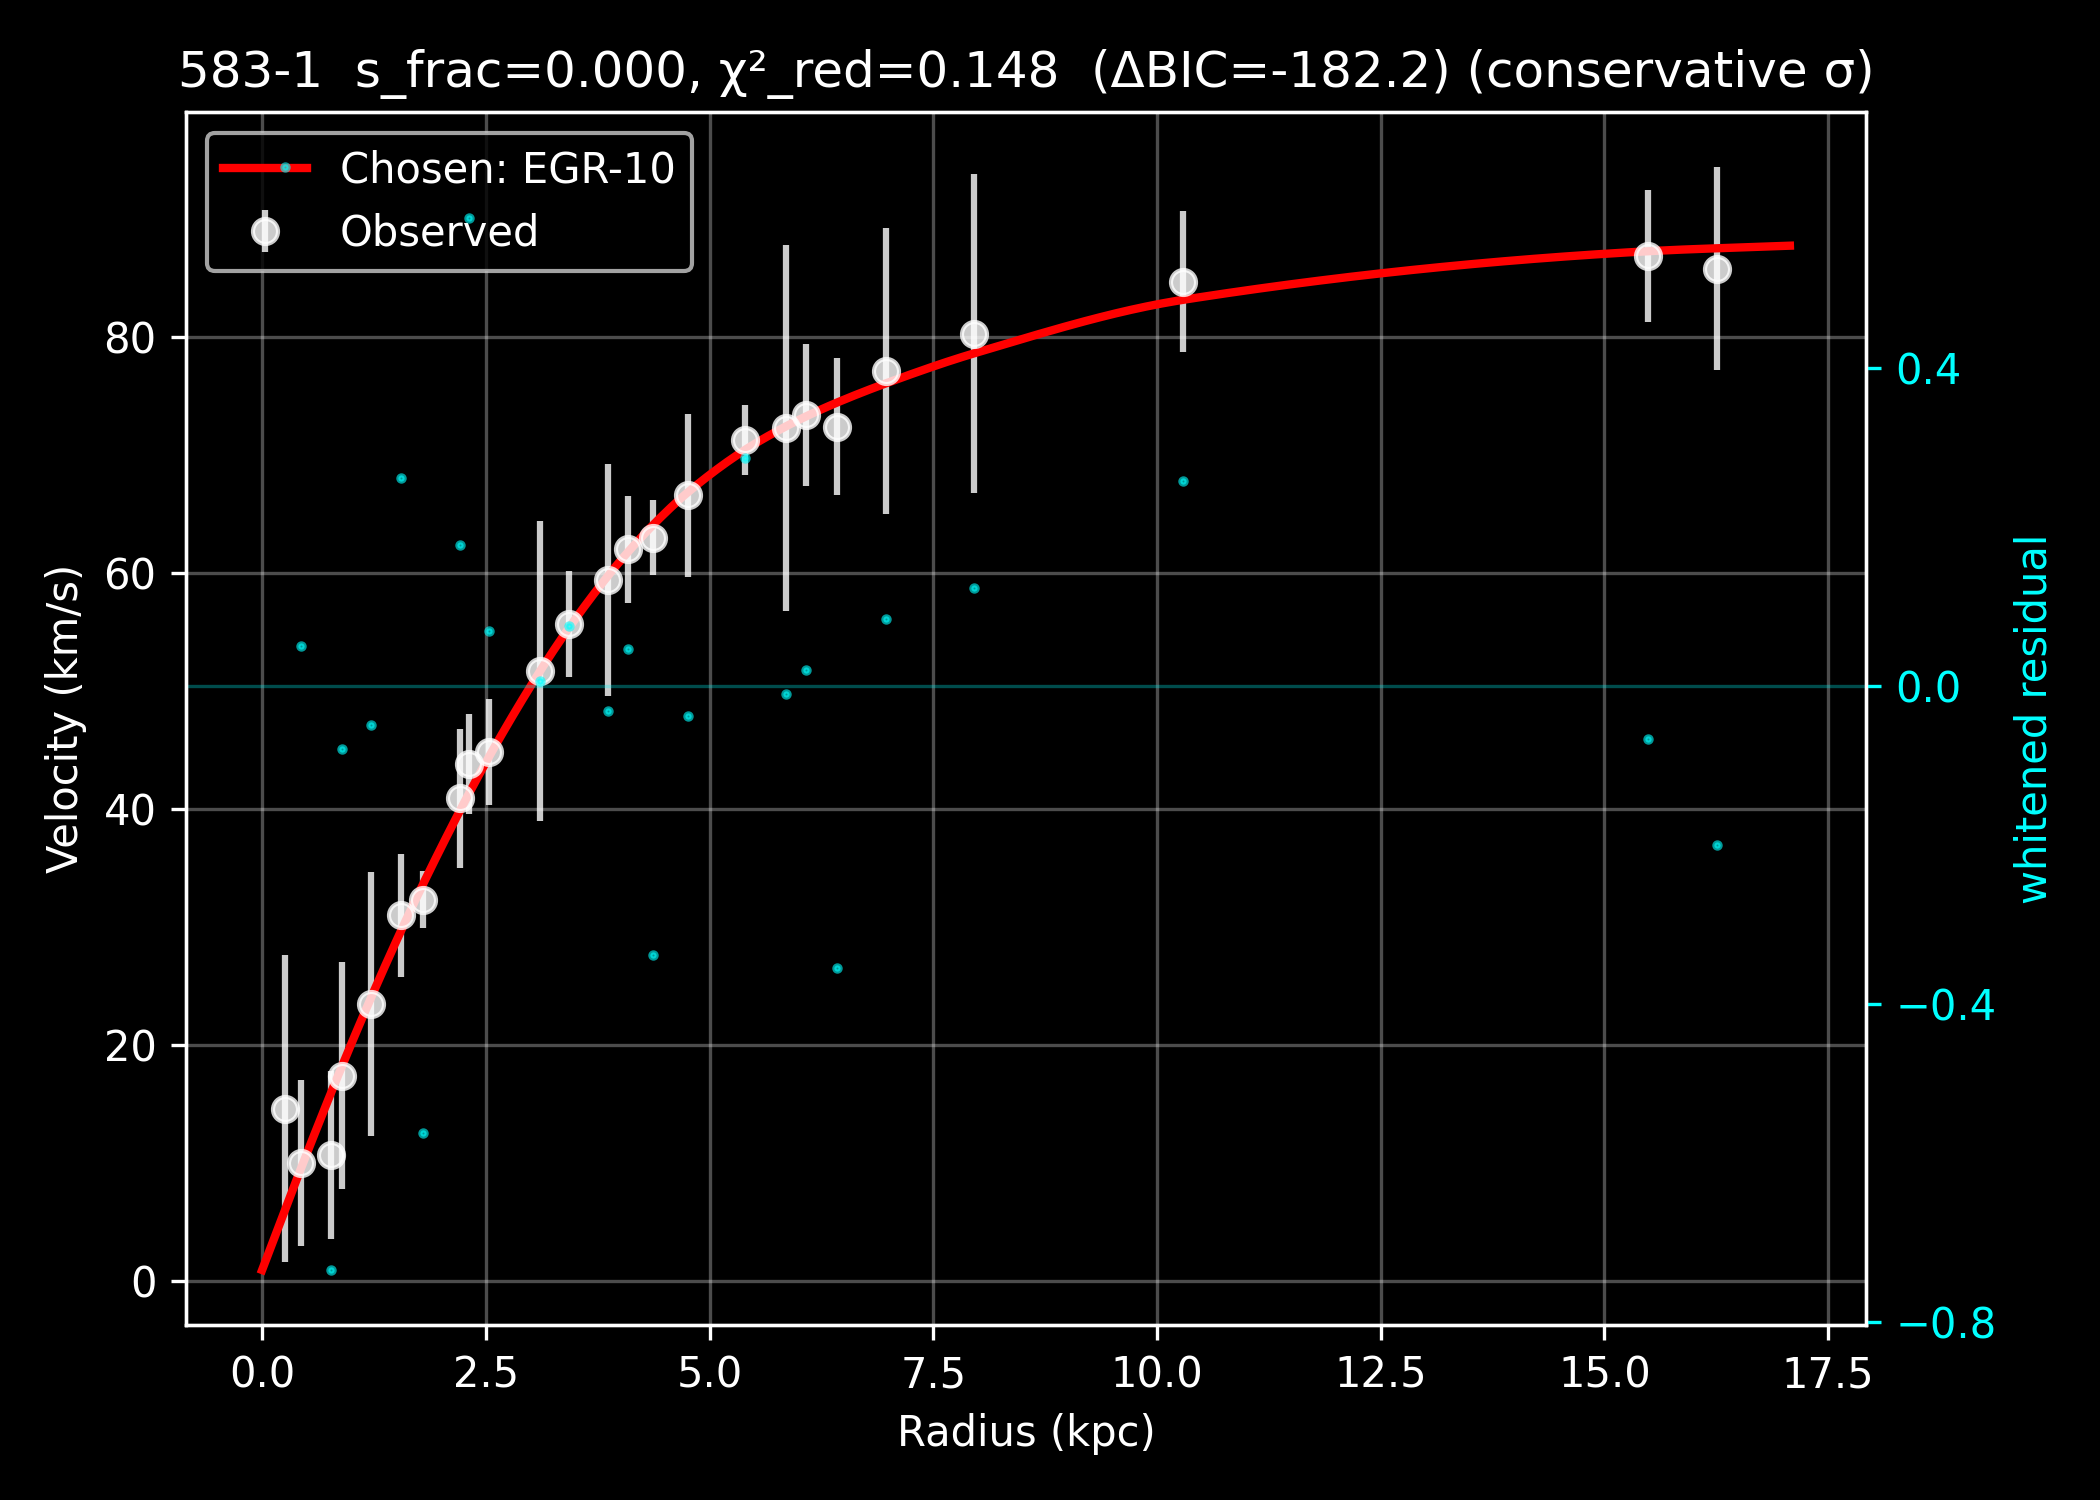 583-1  s_frac=0.000, χ²_red=0.148  (ΔBIC=-182.2) (conservative σ)
Chosen: EGR-10
Observed
Velocity (km/s)
80
60
40
20
0
0.4
0.0
−0.4
−0.8
whitened residual
0.0 2.5 5.0 7.5 10.0 12.5 15.0 17.5
Radius (kpc)